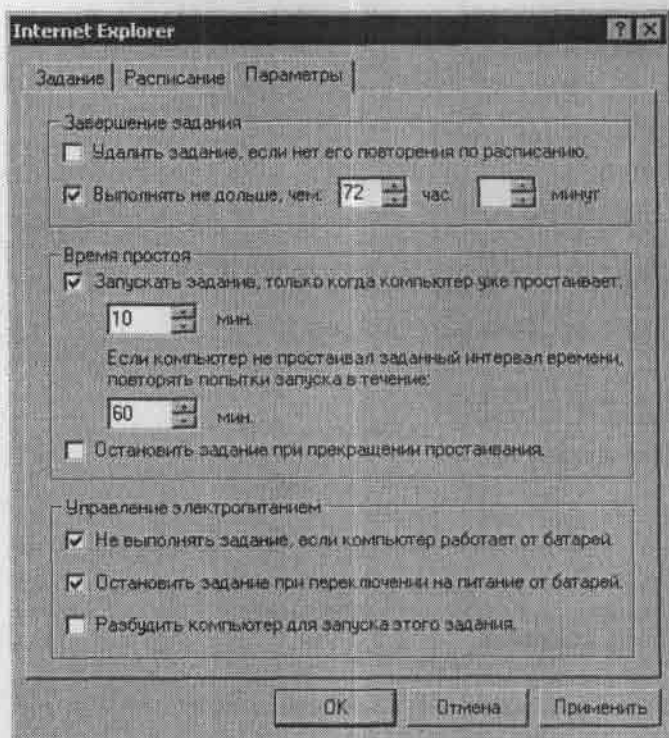 Internet Explorer
Задание Расписание Параметры
Завершение задания
Удалить задание, если нет его повторения по расписанию.
Выполнять не дольше, чем: 72 час. минут
Время простоя
Запускать задание, только когда компьютер уже простаивает:
10 мин.
Если компьютер не простаивал заданный интервал времени,
повторять попытки запуска в течение:
60 мин.
Остановить задание при прекращении простаивания.
Управление электропитанием
Не выполнять задание, если компьютер работает от батарей.
Остановить задание при переключении на питание от батарей.
Разбудить компьютер для запуска этого задания.
OK Отмена Применить